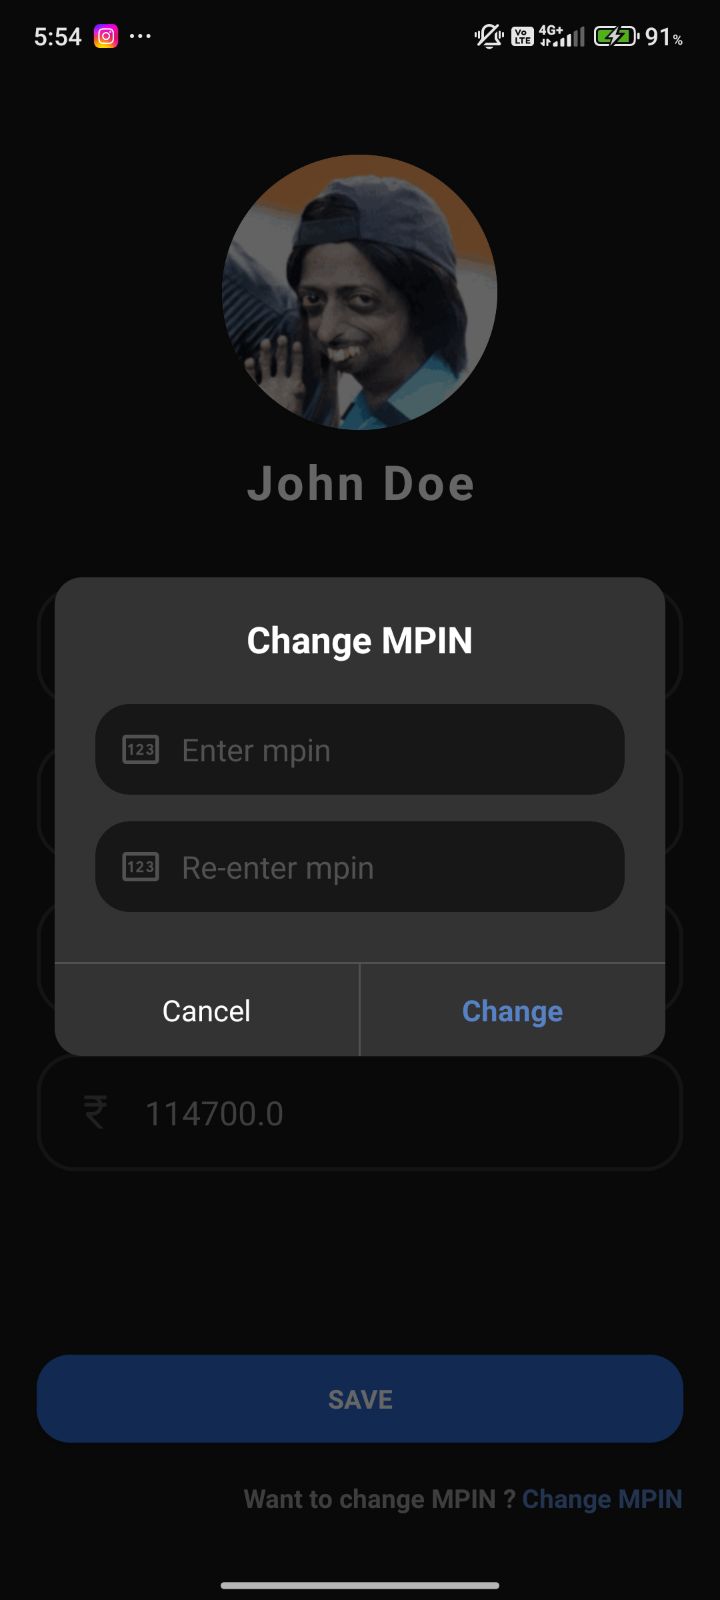 5:54 ... Vo LTE 4G+ 91%
John Doe
Change MPIN
123 Enter mpin
123 Re-enter mpin
Cancel Change
₹ 114700.0
SAVE
Want to change MPIN ? Change MPIN